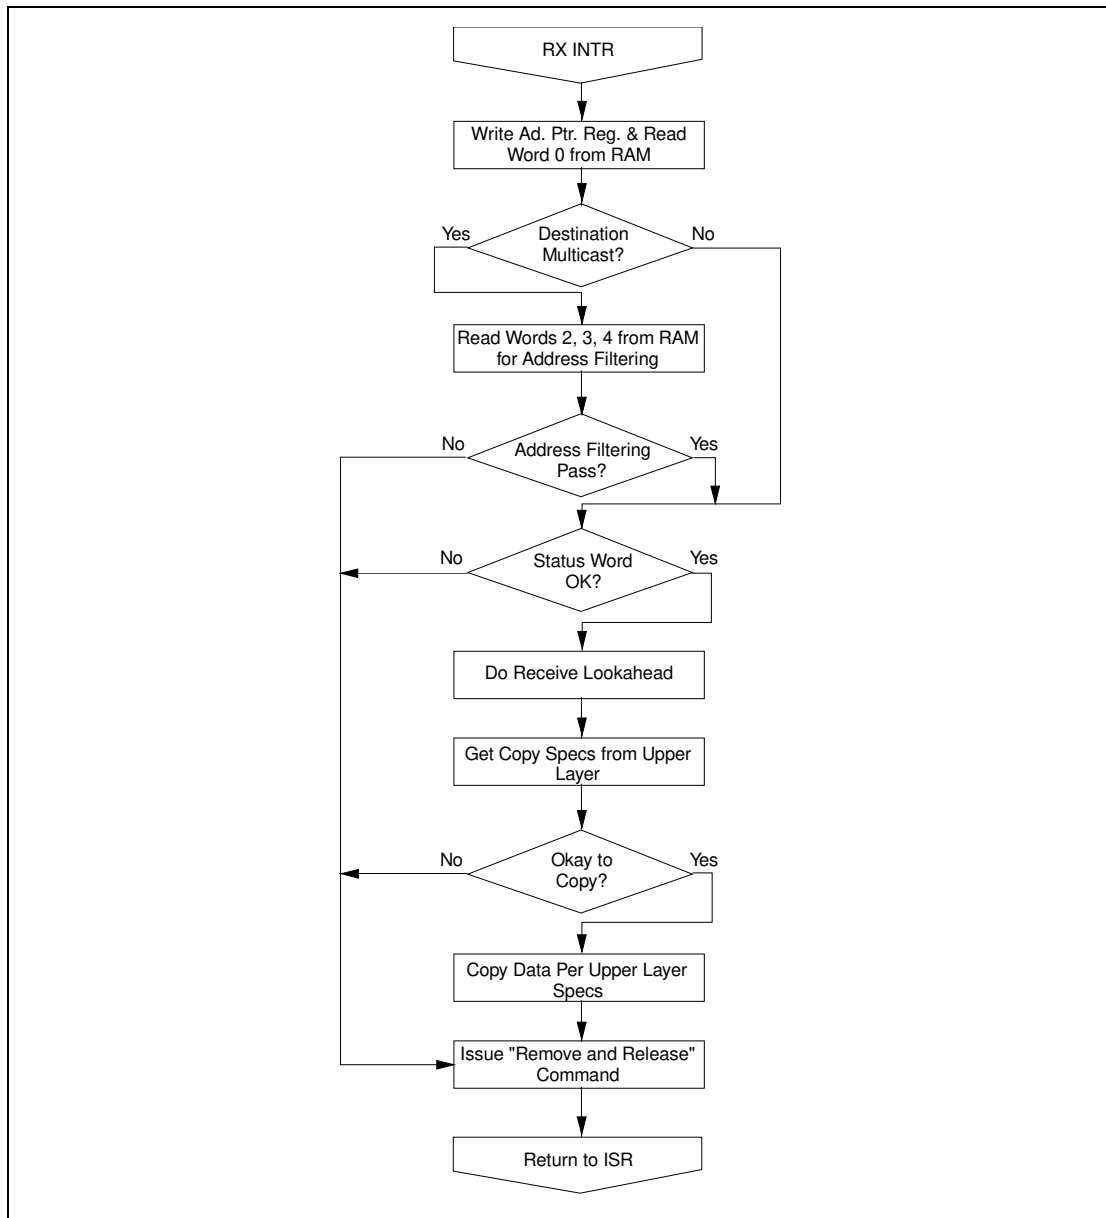 RX INTR
Write Ad. Ptr. Reg. & Read
Word 0 from RAM
Yes
Destination
Multicast?
No
Read Words 2, 3, 4 from RAM
for Address Filtering
No
Address Filtering
Pass?
Yes
No
Status Word
OK?
Yes
Do Receive Lookahead
Get Copy Specs from Upper
Layer
No
Okay to
Copy?
Yes
Copy Data Per Upper Layer
Specs
Issue "Remove and Release"
Command
Return to ISR